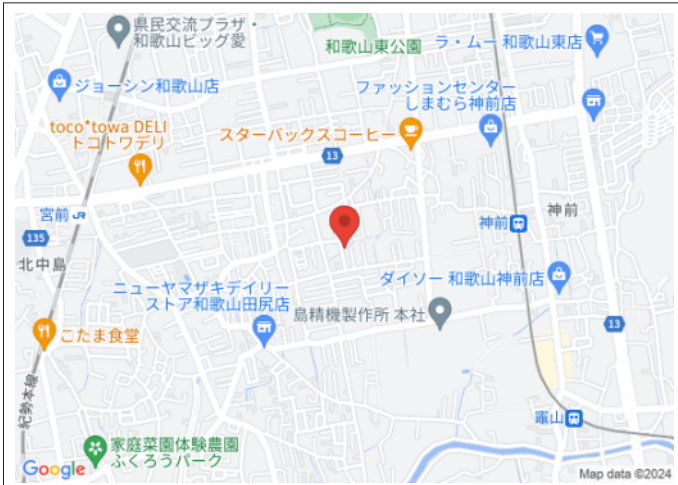 県民交流プラザ・
和歌山ビッグ愛
和歌山東公園
ラ・ムー 和歌山東店
ジョーシン和歌山店
ファッションセンター
しまむら神前店
toco*towa DELI
トコトワデリ
スターバックスコーヒー
13
宮前
JR
神前
神前
135
北中島
ダイソー 和歌山神前店
ニューヤマザキデイリー
ストア和歌山田尻店
島精機製作所 本社
13
こたま食堂
紀勢本線
竈山
家庭菜園体験農園
ふくろうパーク
Google
Map data ©2024